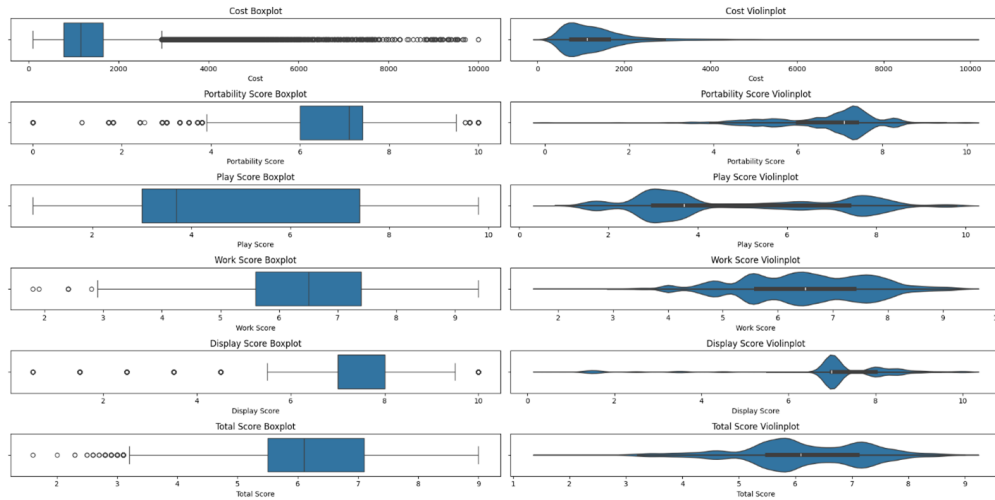 Cost Boxplot
0 2000 4000 6000 8000 10000
Cost
Cost Violinplot
0 2000 4000 6000 8000 10000
Cost
Portability Score Boxplot
0 2 4 6 8 10
Portability Score
Portability Score Violinplot
0 2 4 6 8 10
Portability Score
Play Score Boxplot
2 4 6 8 10
Play Score
Play Score Violinplot
0 2 4 6 8 10
Play Score
Work Score Boxplot
2 3 4 5 6 7 8 9
Work Score
Work Score Violinplot
2 3 4 5 6 7 8 9
Work Score
Display Score Boxplot
2 4 6 8 10
Display Score
Display Score Violinplot
0 2 4 6 8 10
Display Score
Total Score Boxplot
2 3 4 5 6 7 8 9
Total Score
Total Score Violinplot
1 2 3 4 5 6 7 8 9
Total Score